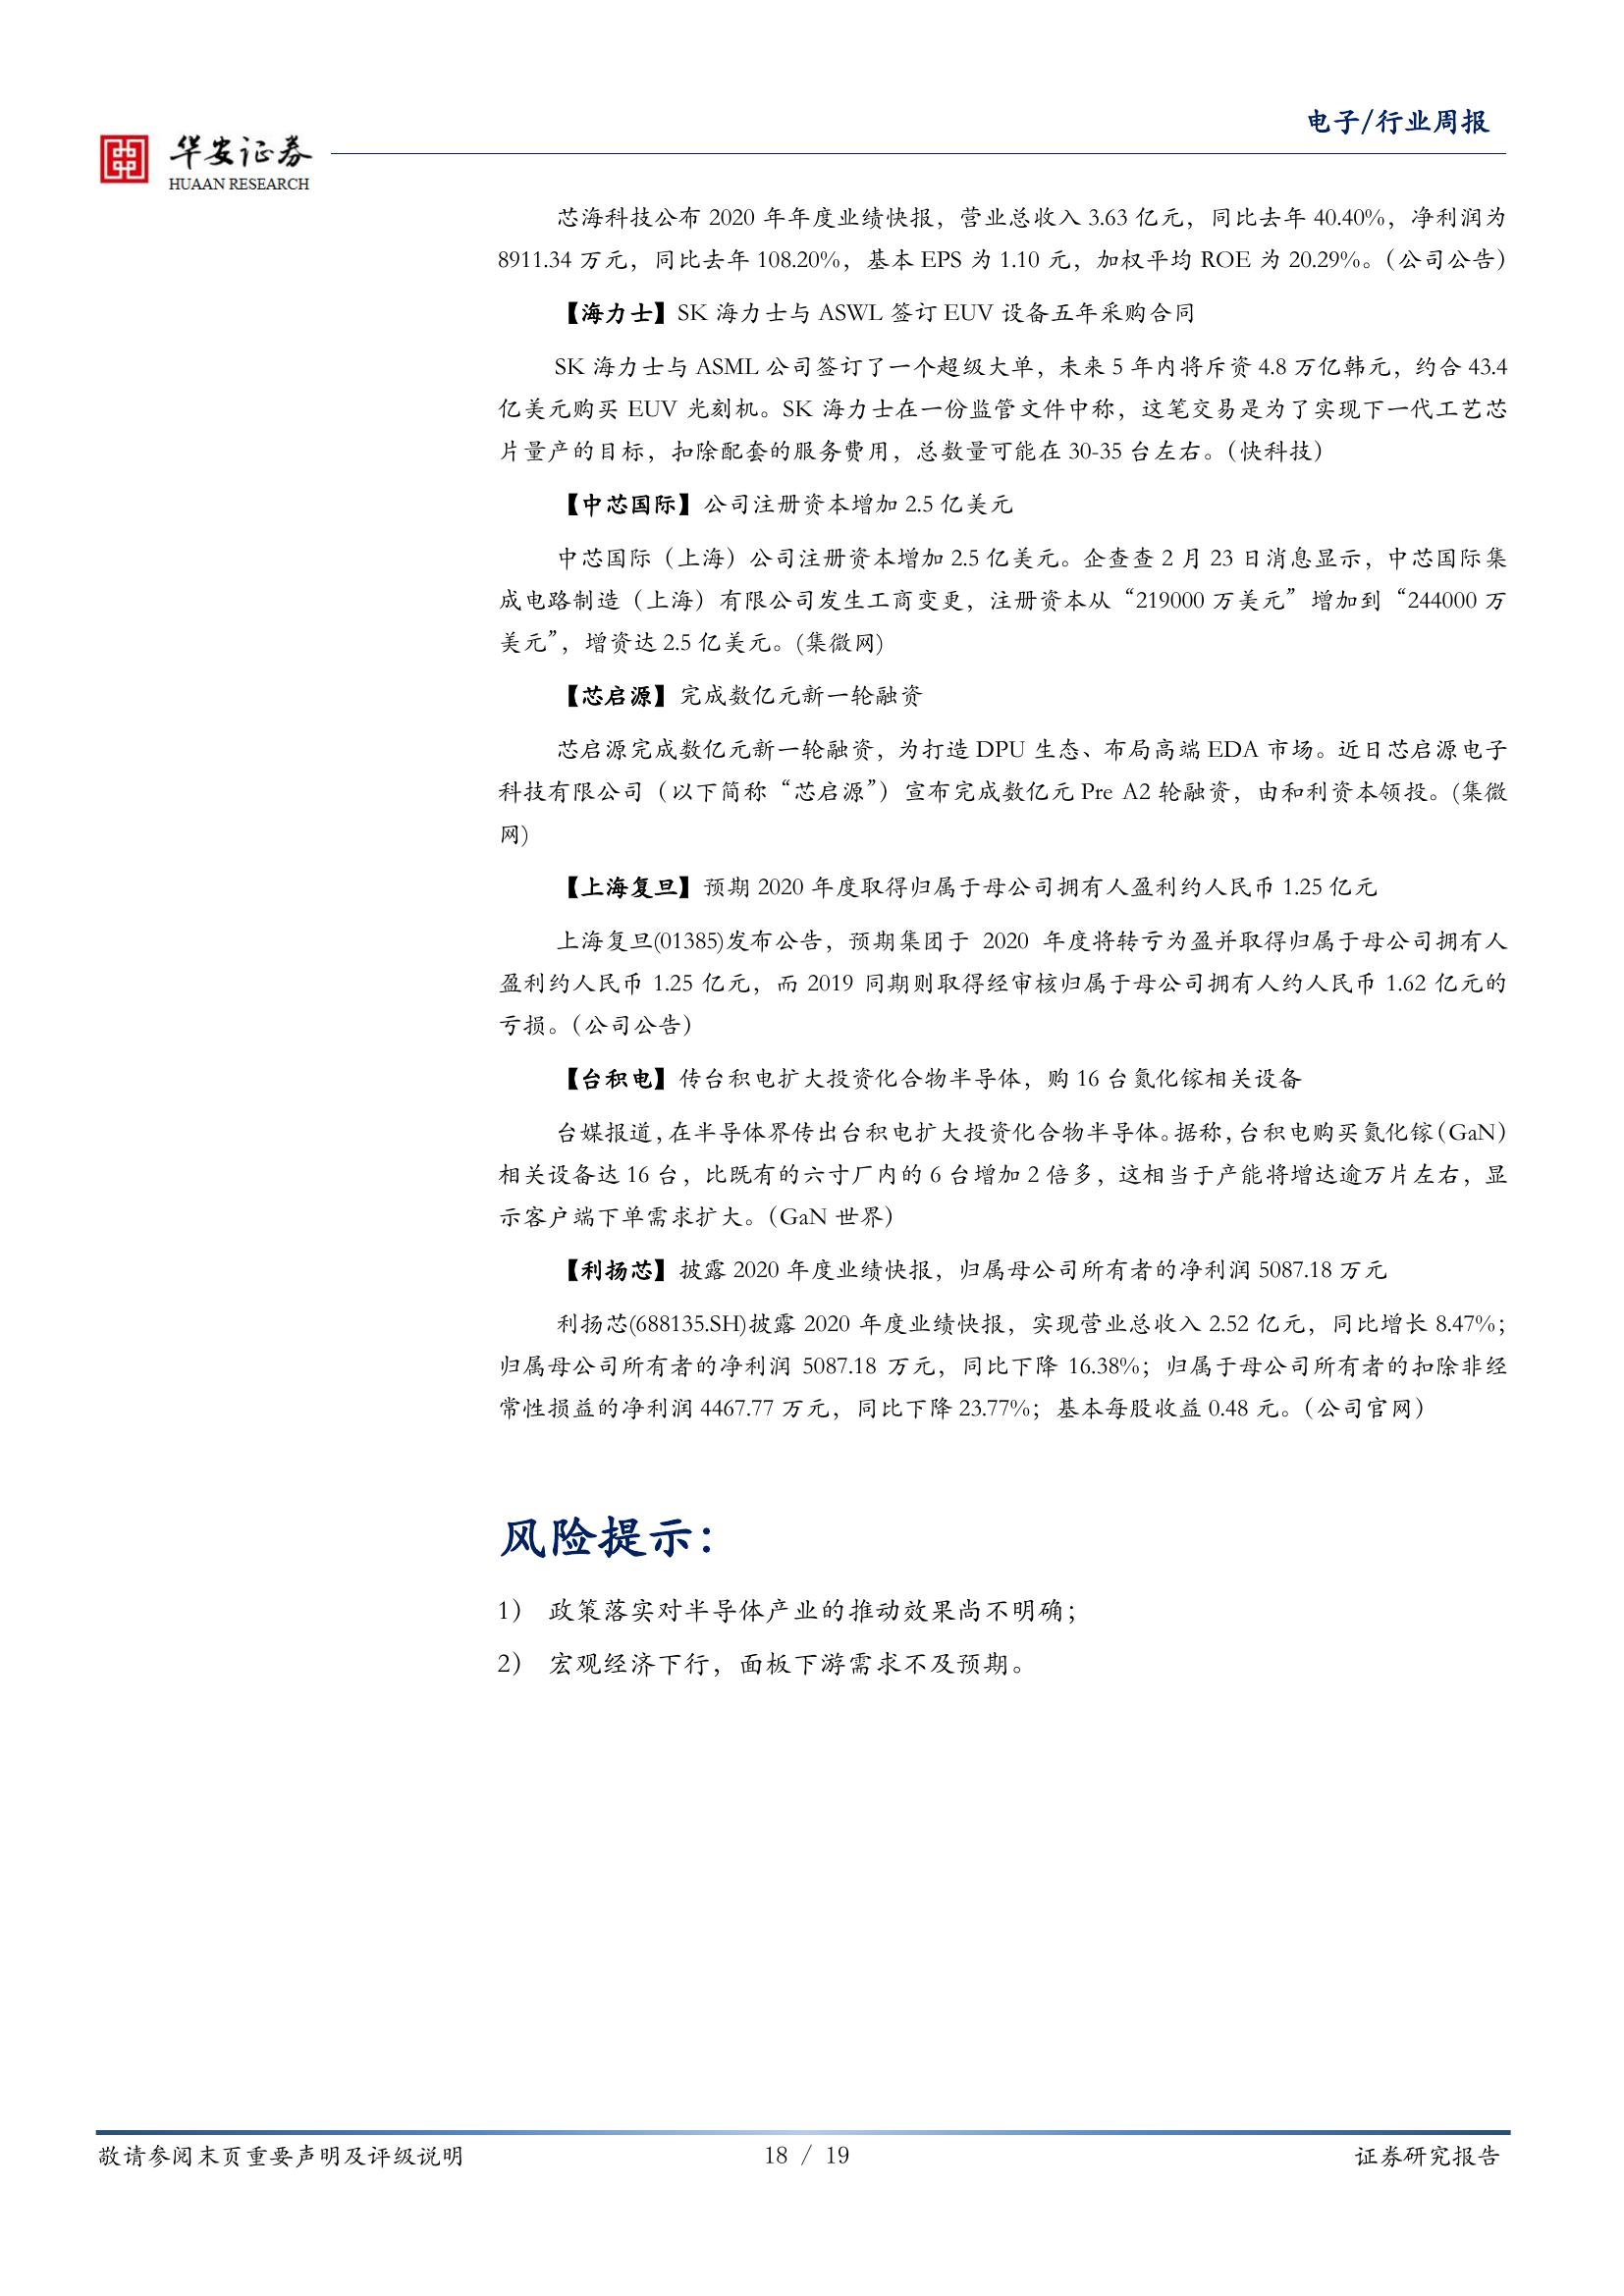 电子/行业周报
华安证券
HUAAN RESEARCH
芯海科技公布 2020 年年度业绩快报，营业总收入 3.63 亿元，同比去年 40.40%，净利润为
8911.34 万元，同比去年 108.20%，基本 EPS 为 1.10 元，加权平均 ROE 为 20.29%。（公司公告）
【海力士】SK 海力士与 ASWL 签订 EUV 设备五年采购合同
SK 海力士与 ASML 公司签订了一个超级大单，未来 5 年内将斥资 4.8 万亿韩元，约合 43.4
亿美元购买 EUV 光刻机。SK 海力士在一份监管文件中称，这笔交易是为了实现下一代工艺芯
片量产的目标，扣除配套的服务费用，总数量可能在 30-35 台左右。（快科技）
【中芯国际】公司注册资本增加 2.5 亿美元
中芯国际（上海）公司注册资本增加 2.5 亿美元。企查查 2 月 23 日消息显示，中芯国际集
成电路制造（上海）有限公司发生工商变更，注册资本从“219000 万美元”增加到“244000 万
美元”，增资达 2.5 亿美元。(集微网)
【芯启源】完成数亿元新一轮融资
芯启源完成数亿元新一轮融资，为打造 DPU 生态、布局高端 EDA 市场。近日芯启源电子
科技有限公司（以下简称“芯启源”）宣布完成数亿元 Pre A2 轮融资，由和利资本领投。(集微
网)
【上海复旦】预期 2020 年度取得归属于母公司拥有人盈利约人民币 1.25 亿元
上海复旦(01385)发布公告，预期集团于 2020 年度将转亏为盈并取得归属于母公司拥有人
盈利约人民币 1.25 亿元，而 2019 同期则取得经审核归属于母公司拥有人约人民币 1.62 亿元的
亏损。（公司公告）
【台积电】传台积电扩大投资化合物半导体，购 16 台氮化镓相关设备
台媒报道，在半导体界传出台积电扩大投资化合物半导体。据称，台积电购买氮化镓（GaN）
相关设备达 16 台，比既有的六寸厂内的 6 台增加 2 倍多，这相当于产能将增达逾万片左右，显
示客户端下单需求扩大。（GaN 世界）
【利扬芯】披露 2020 年度业绩快报，归属母公司所有者的净利润 5087.18 万元
利扬芯(688135.SH)披露 2020 年度业绩快报，实现营业总收入 2.52 亿元，同比增长 8.47%；
归属母公司所有者的净利润 5087.18 万元，同比下降 16.38%；归属于母公司所有者的扣除非经
常性损益的净利润 4467.77 万元，同比下降 23.77%；基本每股收益 0.48 元。（公司官网）
风险提示：
1） 政策落实对半导体产业的推动效果尚不明确；
2） 宏观经济下行，面板下游需求不及预期。
敬请参阅末页重要声明及评级说明
18 / 19
证券研究报告